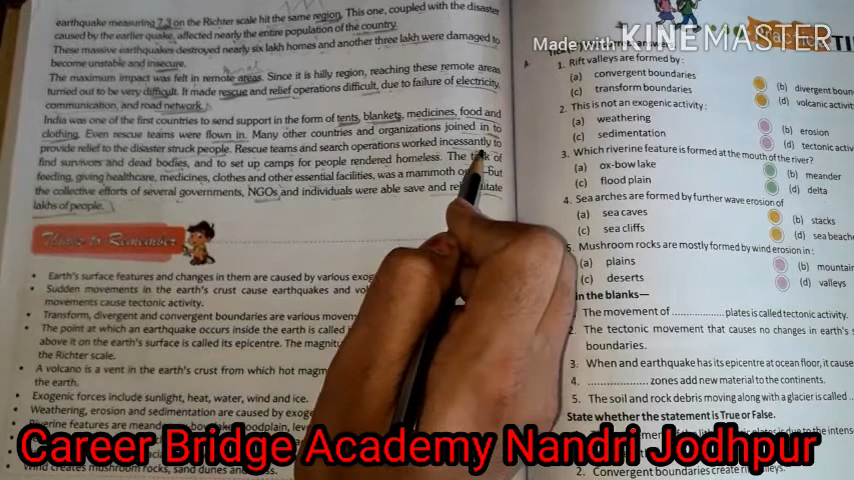 earthquake measuring 7.3 on the Richter scale hit the same region. This one, coupled with the disaster
caused by the earlier quake, affected nearly the entire population of the country.
These massive earthquakes destroyed nearly six lakh homes and another three lakh were damaged to
become unstable and insecure.
The maximum impact was felt in remote areas. Since it is hilly region, reaching these remote areas
turned out to be very difficult. It made rescue and relief operations difficult, due to failure of electricity,
communication, and road network.
India was one of the first countries to send support in the form of tents, blankets, medicines, food and
clothing. Even rescue teams were flown in. Many other countries and organizations joined in to
provide relief to the disaster struck people. Rescue teams and search operations worked incessantly to
find survivors and dead bodies, and to set up camps for people rendered homeless. The of
feeding, giving healthcare, medicines, clothes and other essential facilities, was a mammoth But
the collective efforts of several governments, NGOs and individuals were able save and
lakhs of people.
Things to Remember
• Earth's surface features and changes in them are caused by various
• Sudden movements in the earth's crust cause earthquakes and
movements cause tectonic activity.
• Transform, divergent and convergent boundaries are various
• The point at which an earthquake occurs inside the earth is called
above it on the earth's surface is called its epicentre. The
the Richter scale.
• A volcano is a vent in the earth's crust from which hot
the earth.
• Exogenic forces include sunlight, heat, water, wind and ice.
• Weathering, erosion and sedimentation are caused by
Riverine features are
Wind creates mushroom rocks, sand dunes and
Made with KINEMASTER
A.
1. Rift valleys are formed by :
(a) convergent boundaries
(b) divergent
(c) transform boundaries
(d) volcanic
2. This is not an exogenic activity :
(a) weathering
(b) erosion
(c) sedimentation
(d) tectonic
3. Which riverine feature is formed at the mouth of the river?
(a) ox-bow lake
(b) meander
(c) flood plain
(d) delta
4. Sea arches are formed by further wave erosion of
(a) sea caves
(b) stacks
(c) sea cliffs
(d) sea
5. Mushroom rocks are mostly formed by wind erosion in :
(a) plains
(b)
(c) deserts
(d) valleys
in the blanks—
The movement of .................. plates is called tectonic activity.
2. The tectonic movement that causes no changes in earth's
boundaries.
3. When and earthquake has its epicentre at ocean floor, it
4. .................... zones add new material to the continents.
5. The soil and rock debris moving along with a glacier is called
State whether the statement is True or False.
2. Convergent boundaries create
Career Bridge Academy Nandri Jodhpur